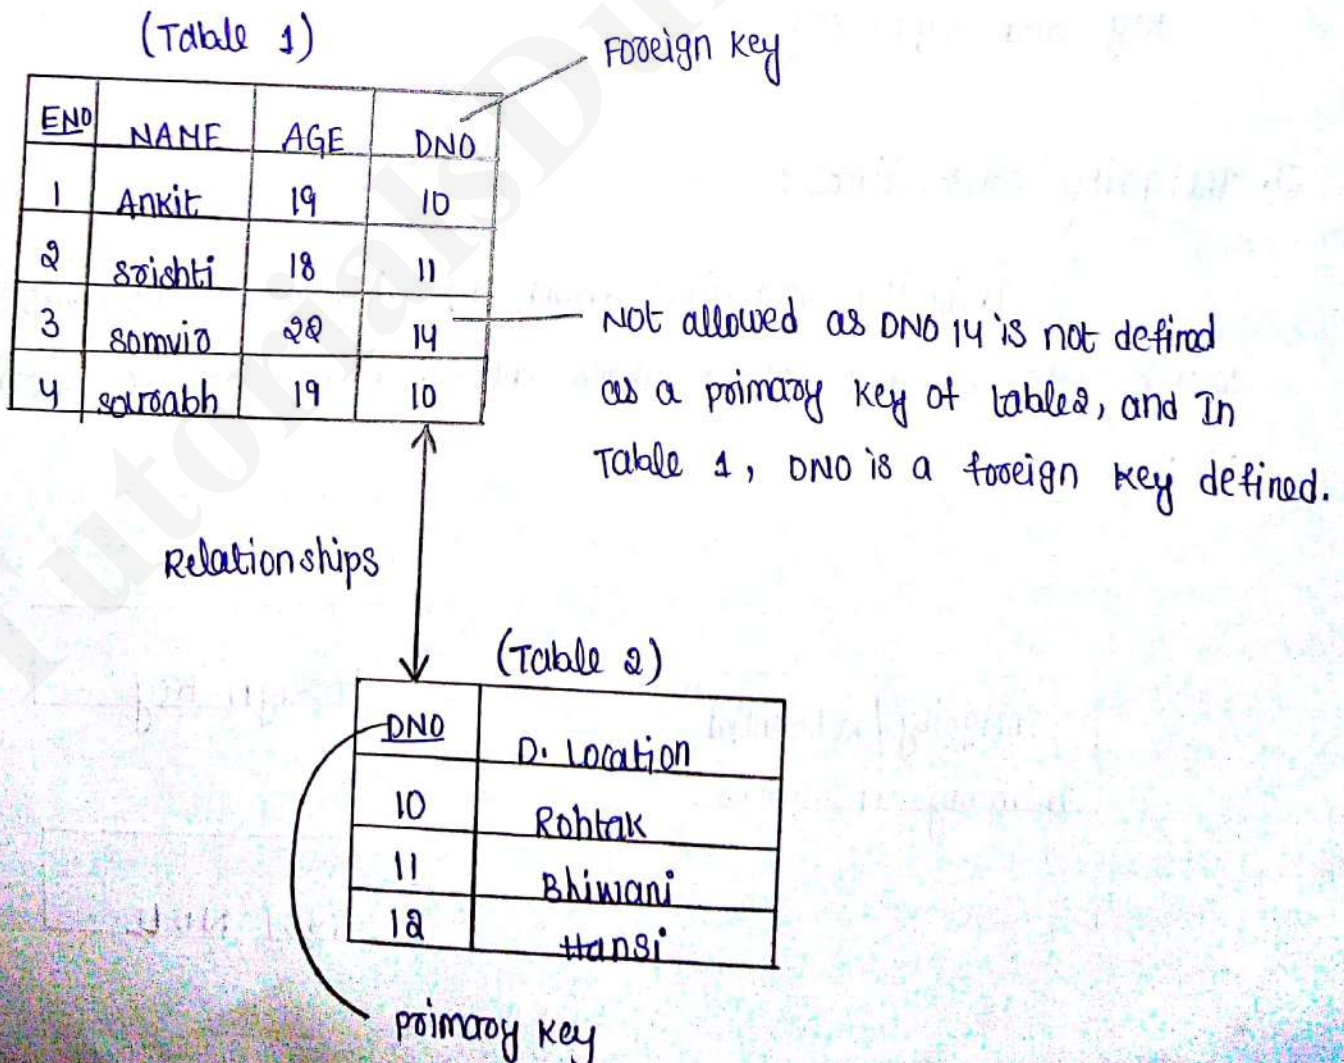 (Table 1)
Foreign Key
ENO NAME AGE DNO
1 Ankit 19 10
2 Srishti 18 11
3 Somvir 22 14
4 Sourabh 19 10
Not allowed as DNO 14 is not defined
as a primary key of table2, and In
Table 1, DNO is a foreign key defined.
Relationships
(Table 2)
DNO D. Location
10 Rohtak
11 Bhiwani
12 Hansi
primary key
TutorialsDu